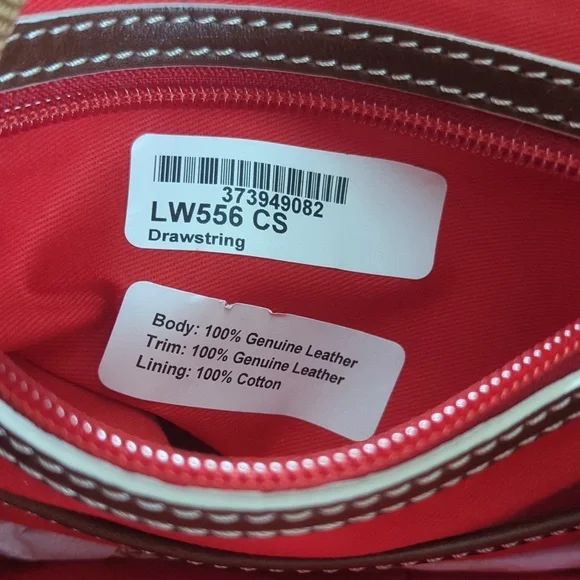 373949082
LW556 CS
Drawstring
Body: 100% Genuine Leather
Trim: 100% Genuine Leather
Lining: 100% Cotton